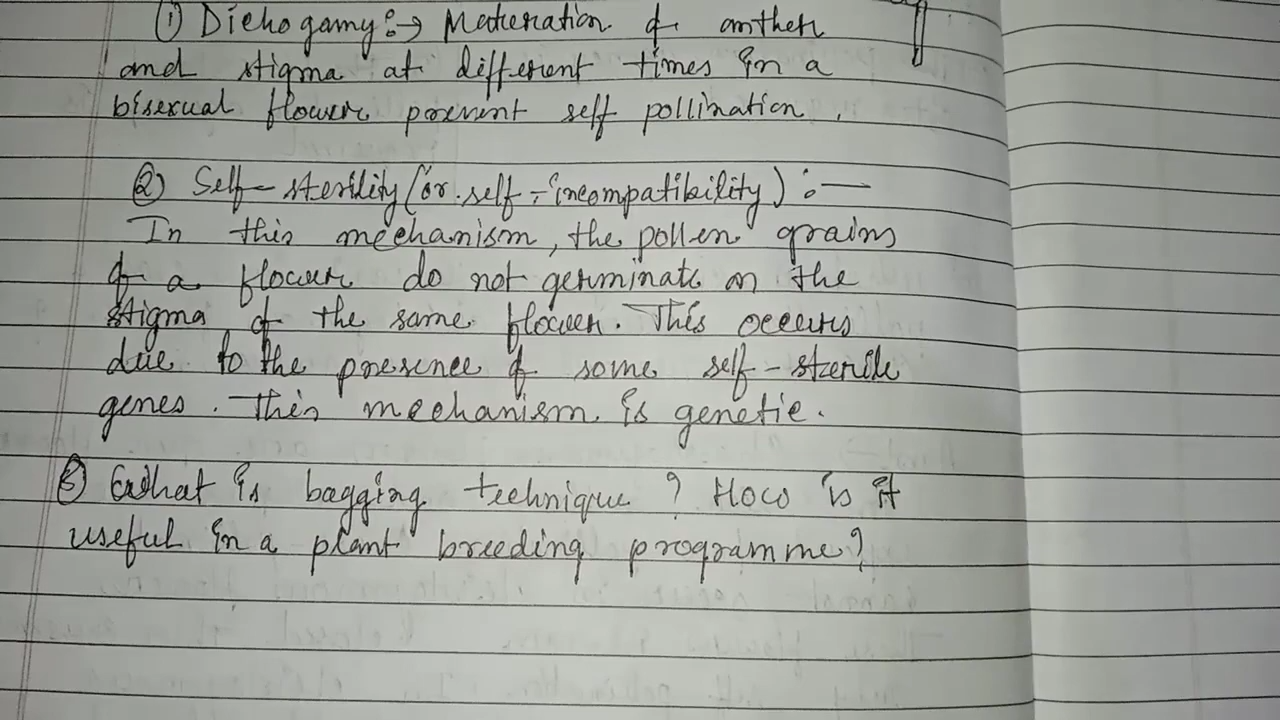 ① Dichogamy:→ Maturation of anther
and stigma at different times in a
bisexual flower prevent self pollination.
② Self-sterility (or self-incompatibility) :—
In this mechanism, the pollen grains
of a flower do not germinate on the
stigma of the same flower. This occurs
due to the presence of some self-sterile
genes. This mechanism is genetic.
③ What is bagging technique? How is it
useful in a plant breeding programme?